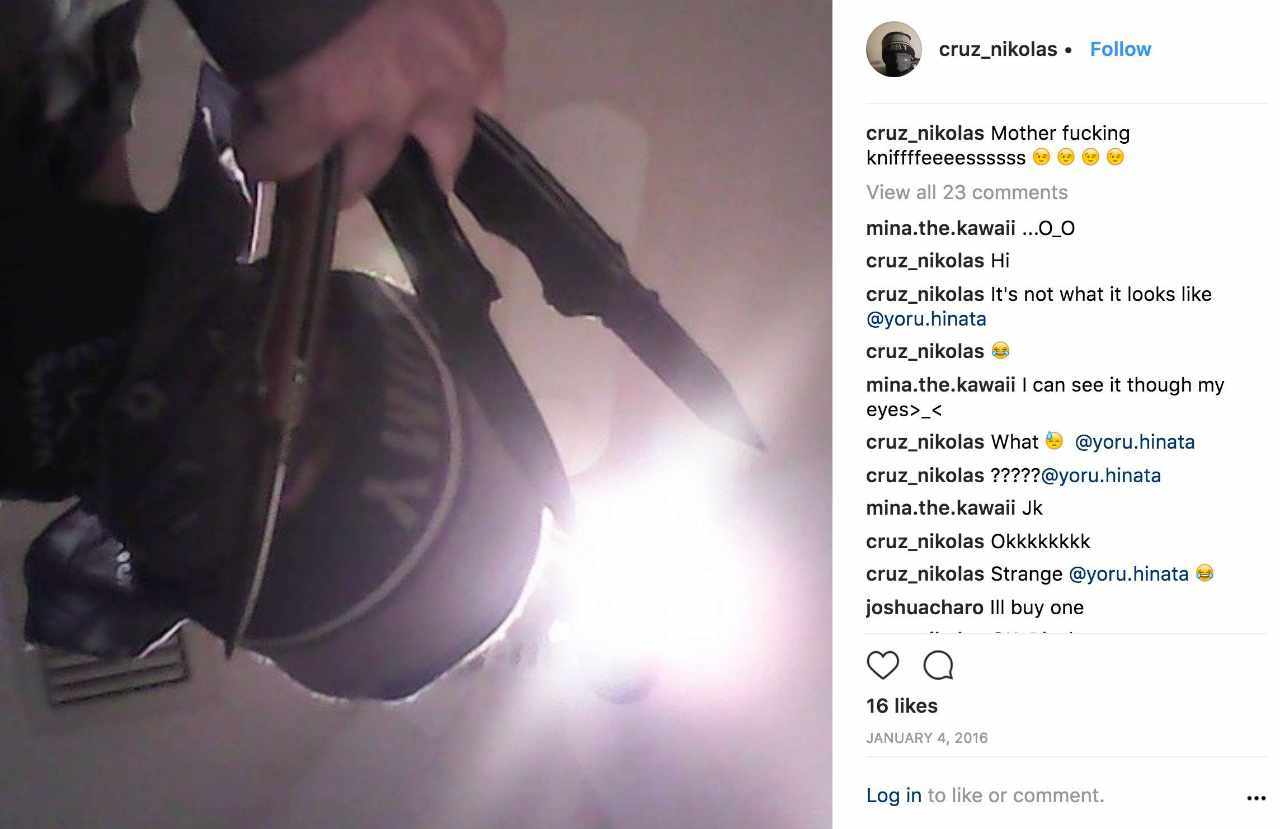 cruz_nikolas • Follow
cruz_nikolas Mother fucking
kniffffeeeessssss 😏 😏 😏 😏
View all 23 comments
mina.the.kawaii ...O_O
cruz_nikolas Hi
cruz_nikolas It's not what it looks like
@yoru.hinata
cruz_nikolas 😂
mina.the.kawaii I can see it though my
eyes>_<
cruz_nikolas What 😓 @yoru.hinata
cruz_nikolas ?????@yoru.hinata
mina.the.kawaii Jk
cruz_nikolas Okkkkkkkk
cruz_nikolas Strange @yoru.hinata 😂
joshuacharo Ill buy one
16 likes
JANUARY 4, 2016
Log in to like or comment.